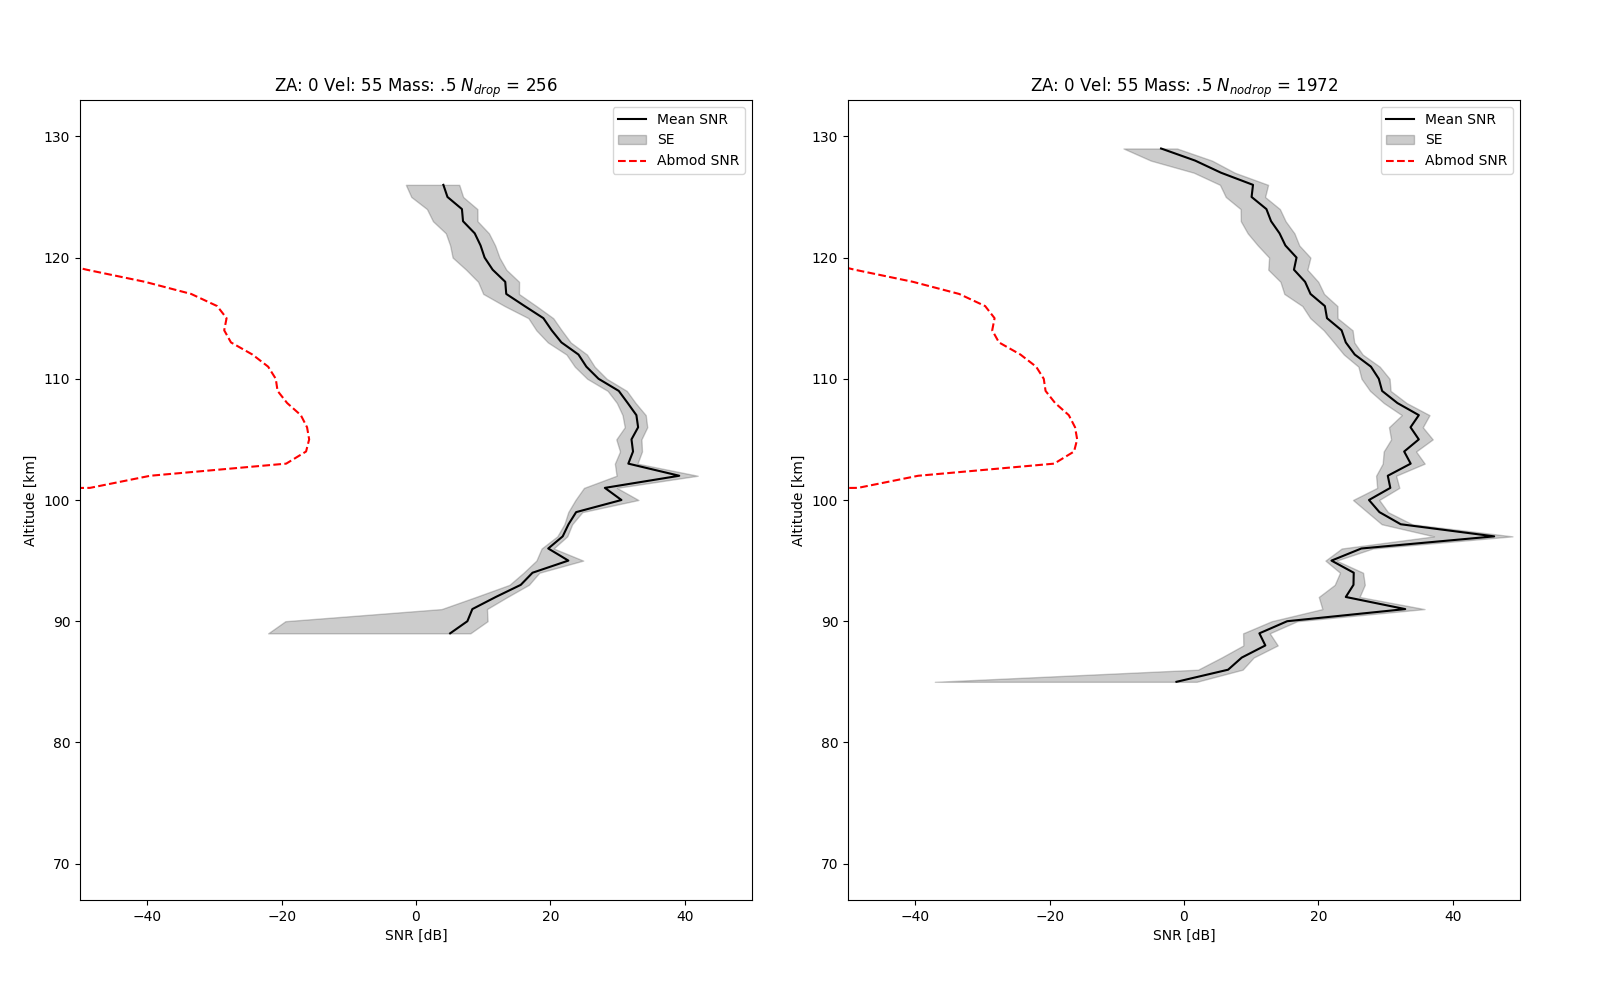 ZA: 0 Vel: 55 Mass: .5 N_drop = 256
Mean SNR
SE
Abmod SNR
130
120
110
100
90
80
70
Altitude [km]
−40
−20
0
20
40
SNR [dB]
ZA: 0 Vel: 55 Mass: .5 N_nodrop = 1972
Mean SNR
SE
Abmod SNR
130
120
110
100
90
80
70
Altitude [km]
−40
−20
0
20
40
SNR [dB]